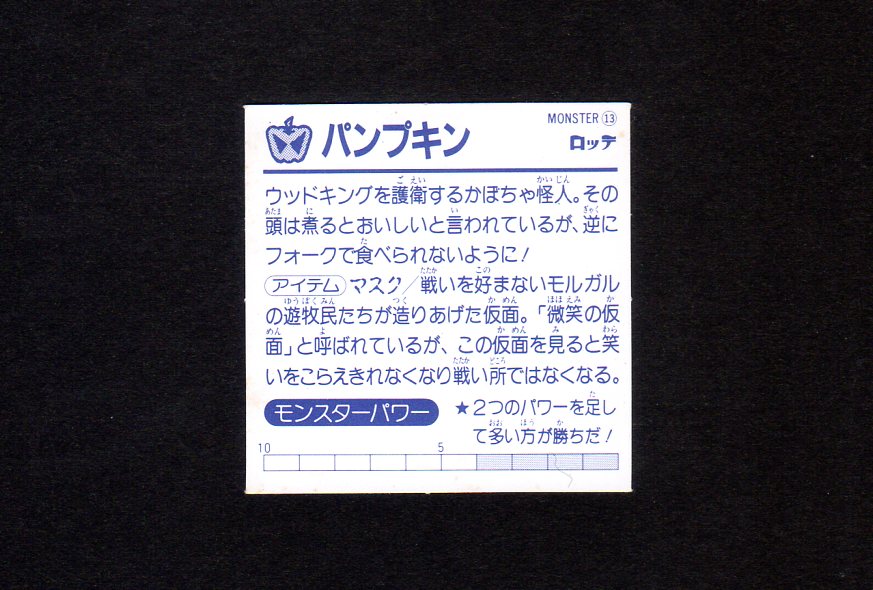 MONSTER ⑬
パンプキン
ロッテ
ウッドキングを護衛するかぼちゃ怪人。その
頭は煮るとおいしいと言われているが、逆に
フォークで食べられないように!
アイテム マスク/戦いを好まないモルガル
の遊牧民たちが造りあげた仮面。「微笑の仮
面」と呼ばれているが、この仮面を見ると笑
いをこらえきれなくなり戦い所ではなくなる。
モンスターパワー ★2つのパワーを足し
て多い方が勝ちだ!
10 5